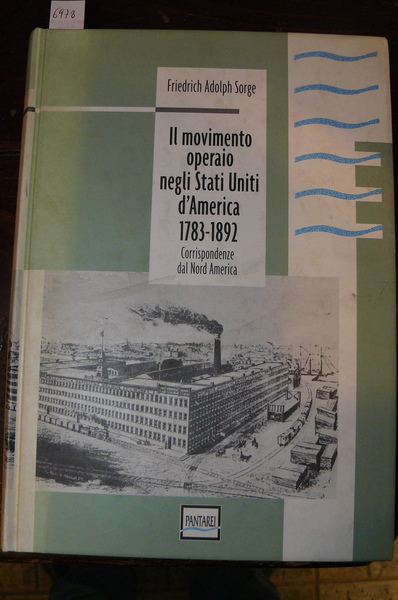 6978
Friedrich Adolph Sorge
Il movimento
operaio
negli Stati Uniti
d'America
1783-1892
Corrispondenze
dal Nord America
PANTAREI